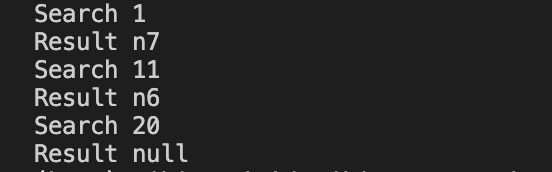 Search 1
Result n7
Search 11
Result n6
Search 20
Result null